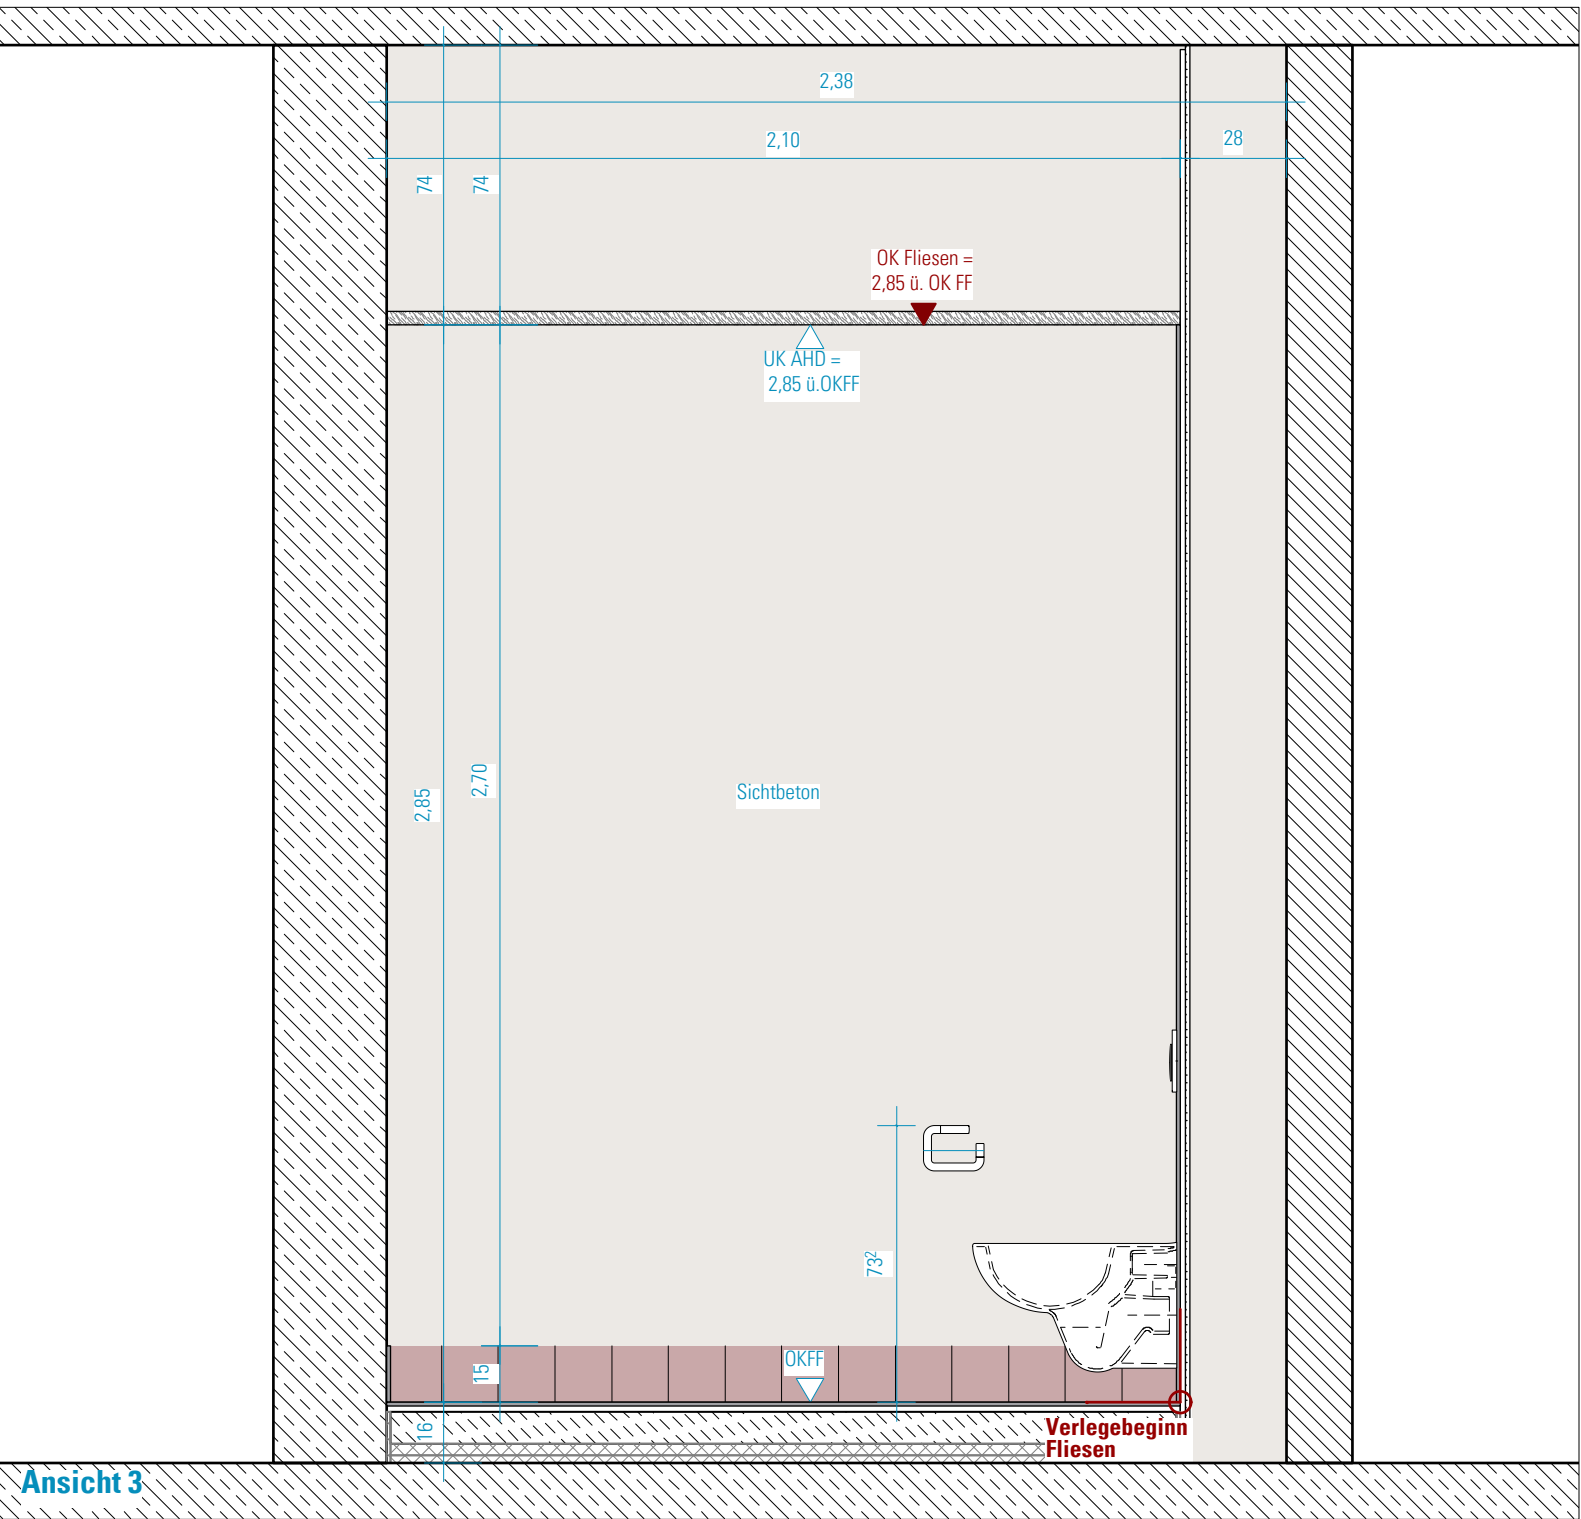 2,38
2,10
28
74
74
OK Fliesen =
2,85 ü. OK FF
UK AHD =
2,85 ü.OKFF
2,85
2,70
Sichtbeton
73²
15
OKFF
16
Verlegebeginn
Fliesen
Ansicht 3